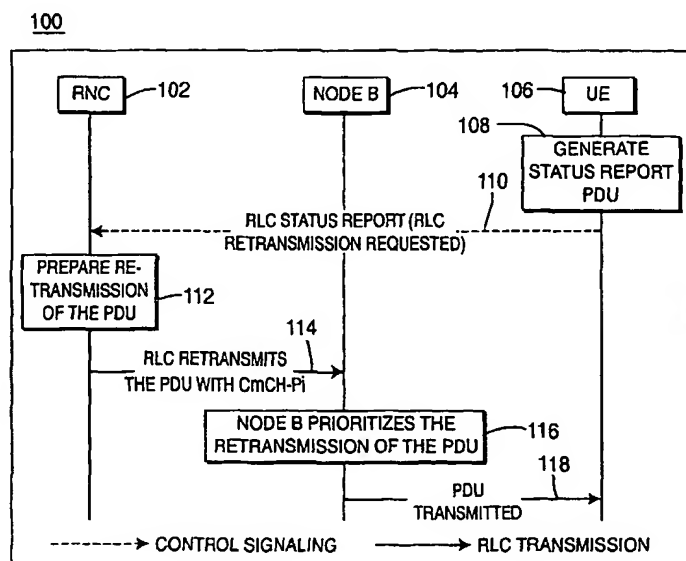 100
RNC
102
NODE B
104
106
UE
108
GENERATE
STATUS REPORT
PDU
110
RLC STATUS REPORT (RLC
RETRANSMISSION REQUESTED)
PREPARE RE-
TRANSMISSION
OF THE PDU
112
114
RLC RETRANSMITS
THE PDU WITH CmCH-Pi
NODE B PRIORITIZES THE
RETRANSMISSION OF THE PDU
116
118
PDU
TRANSMITTED
CONTROL SIGNALING
RLC TRANSMISSION